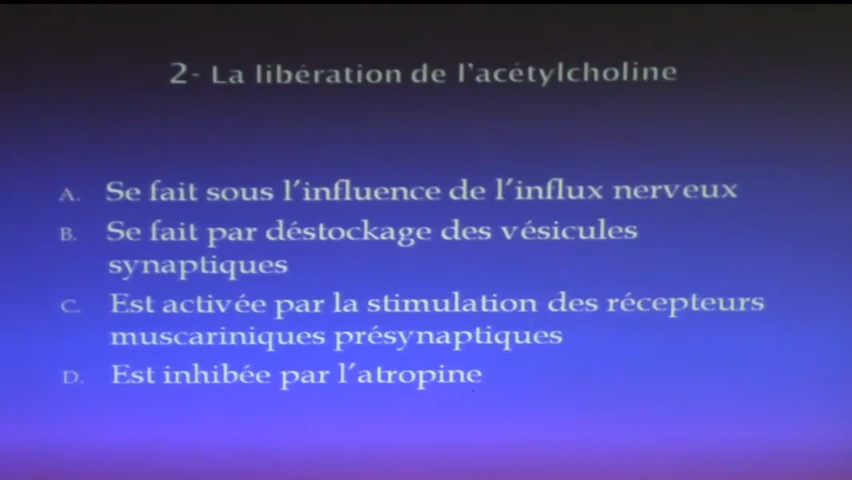 2- La libération de l'acétylcholine
A. Se fait sous l'influence de l'influx nerveux
B. Se fait par déstockage des vésicules
synaptiques
C. Est activée par la stimulation des récepteurs
muscariniques présynaptiques
D. Est inhibée par l'atropine